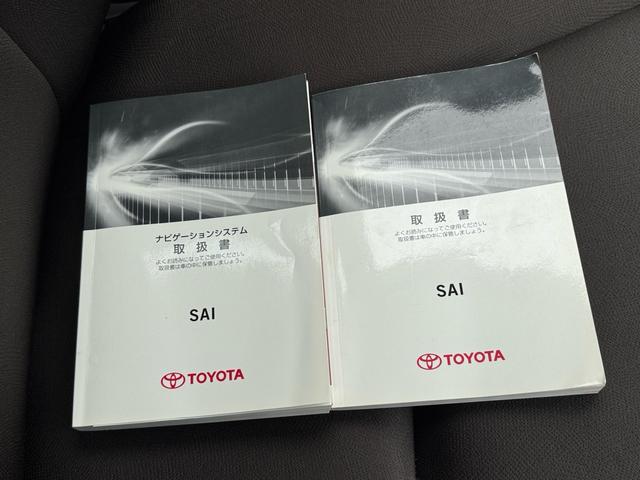 ナビゲーションシステム
取扱書
よくお読みになってご使用ください。
取扱書は車の中に保管しましょう。
SAI
TOYOTA
取扱書
よくお読みになってご使用ください。
取扱書は車の中に保管しましょう。
SAI
TOYOTA